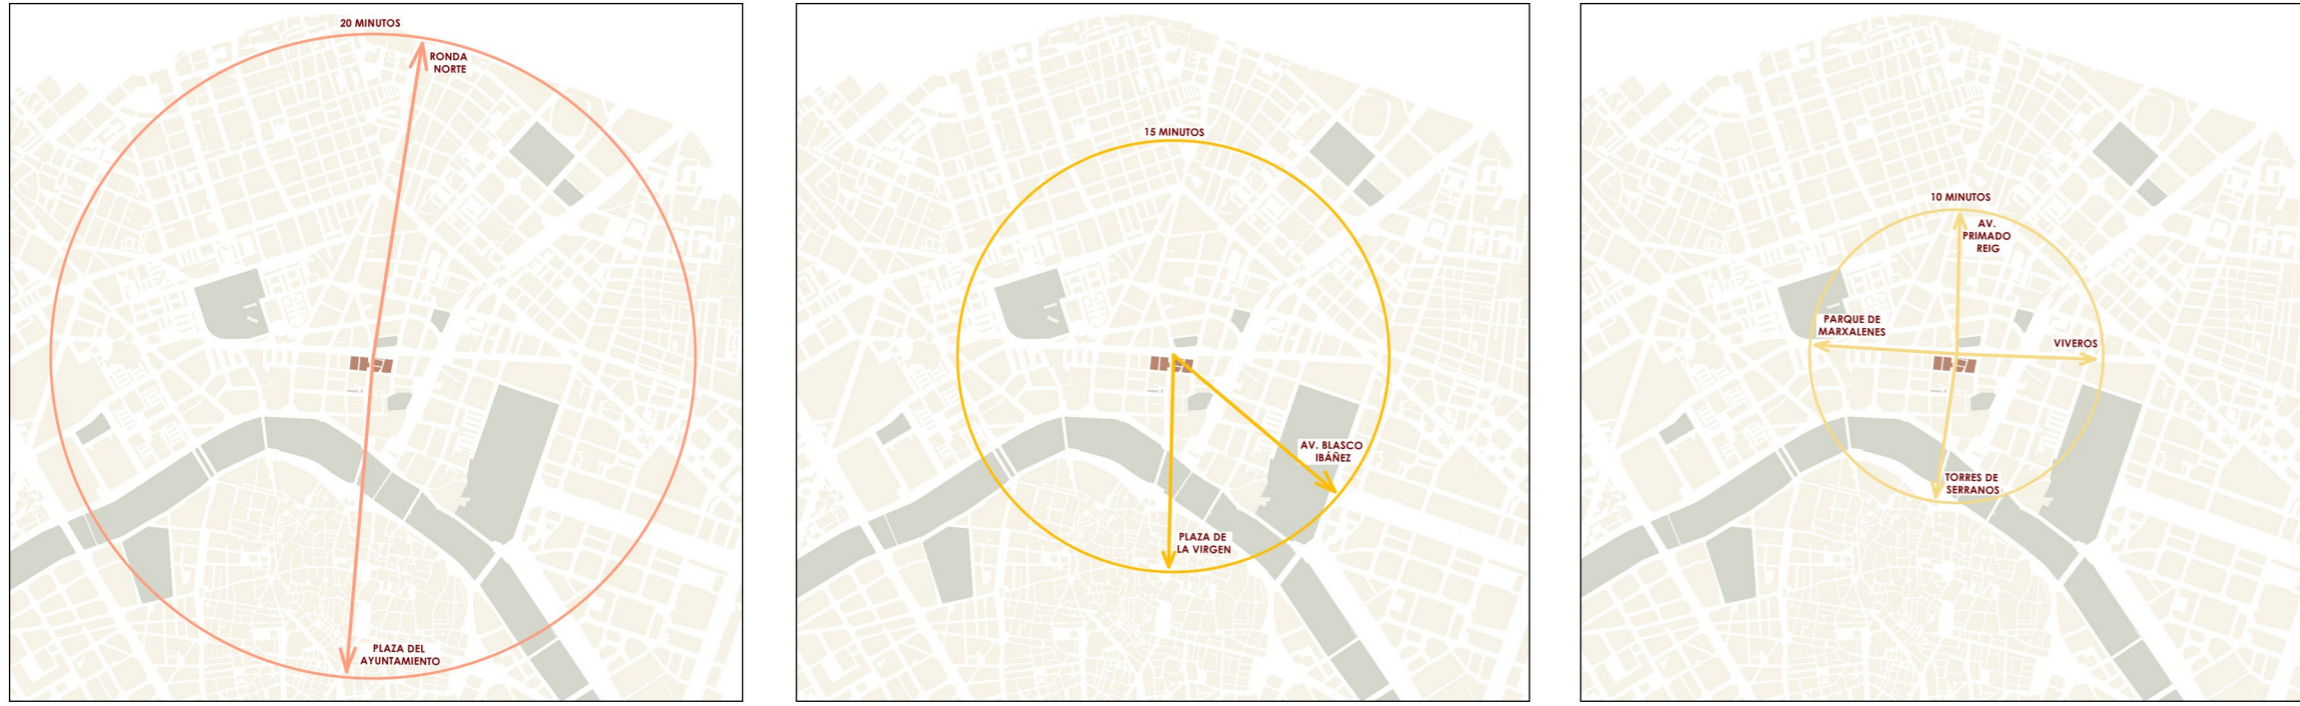 20 MINUTOS
RONDA
NORTE
PLAZA DEL
AYUNTAMIENTO
15 MINUTOS
AV. BLASCO
IBÁÑEZ
PLAZA DE
LA VIRGEN
10 MINUTOS
AV.
PRIMADO
REIG
PARQUE DE
MARXALENES
VIVEROS
TORRES DE
SERRANOS